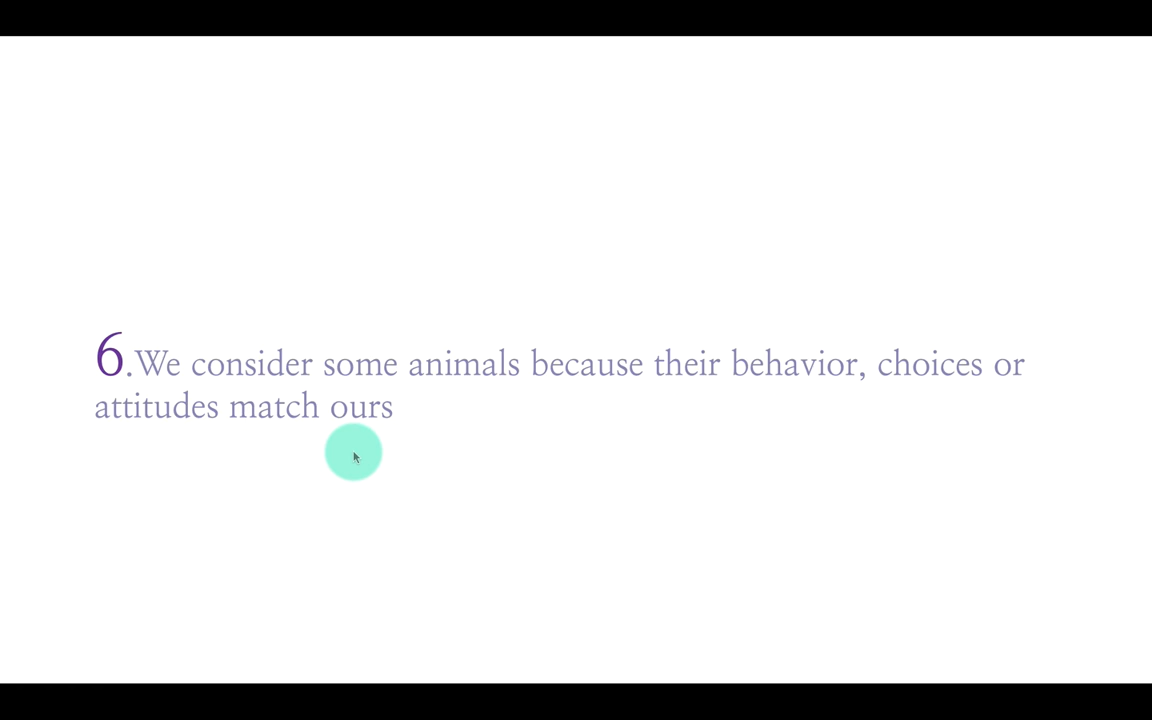 6.We consider some animals because their behavior, choices or
attitudes match ours